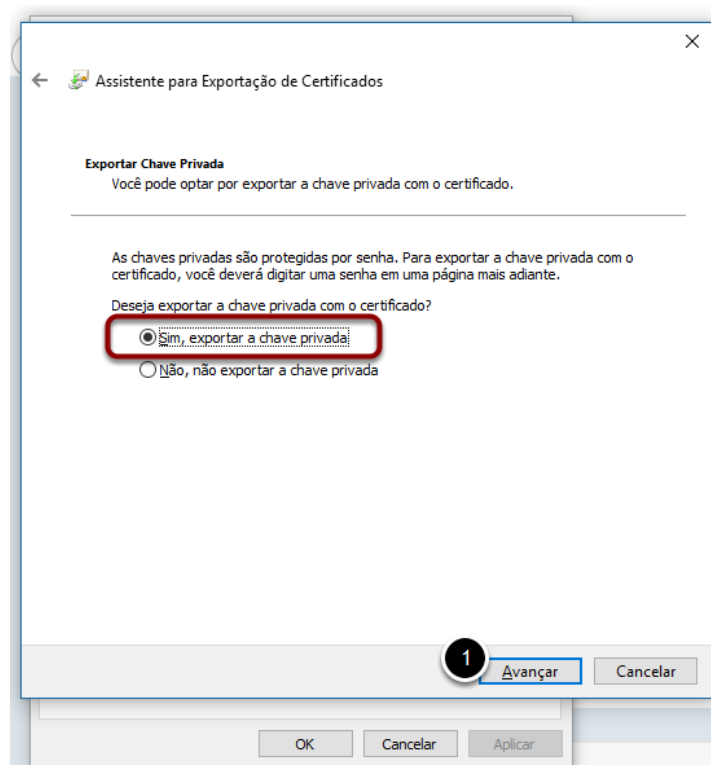 Assistente para Exportação de Certificados
Exportar Chave Privada
Você pode optar por exportar a chave privada com o certificado.
As chaves privadas são protegidas por senha. Para exportar a chave privada com o
certificado, você deverá digitar uma senha em uma página mais adiante.
Deseja exportar a chave privada com o certificado?
Sim, exportar a chave privada
Não, não exportar a chave privada
1
Avançar
Cancelar
OK
Cancelar
Aplicar